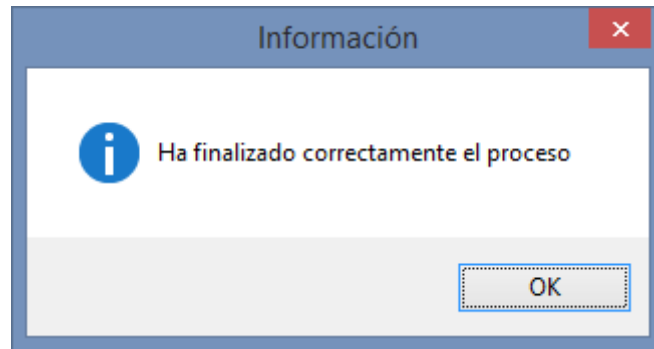 Información
Ha finalizado correctamente el proceso
OK